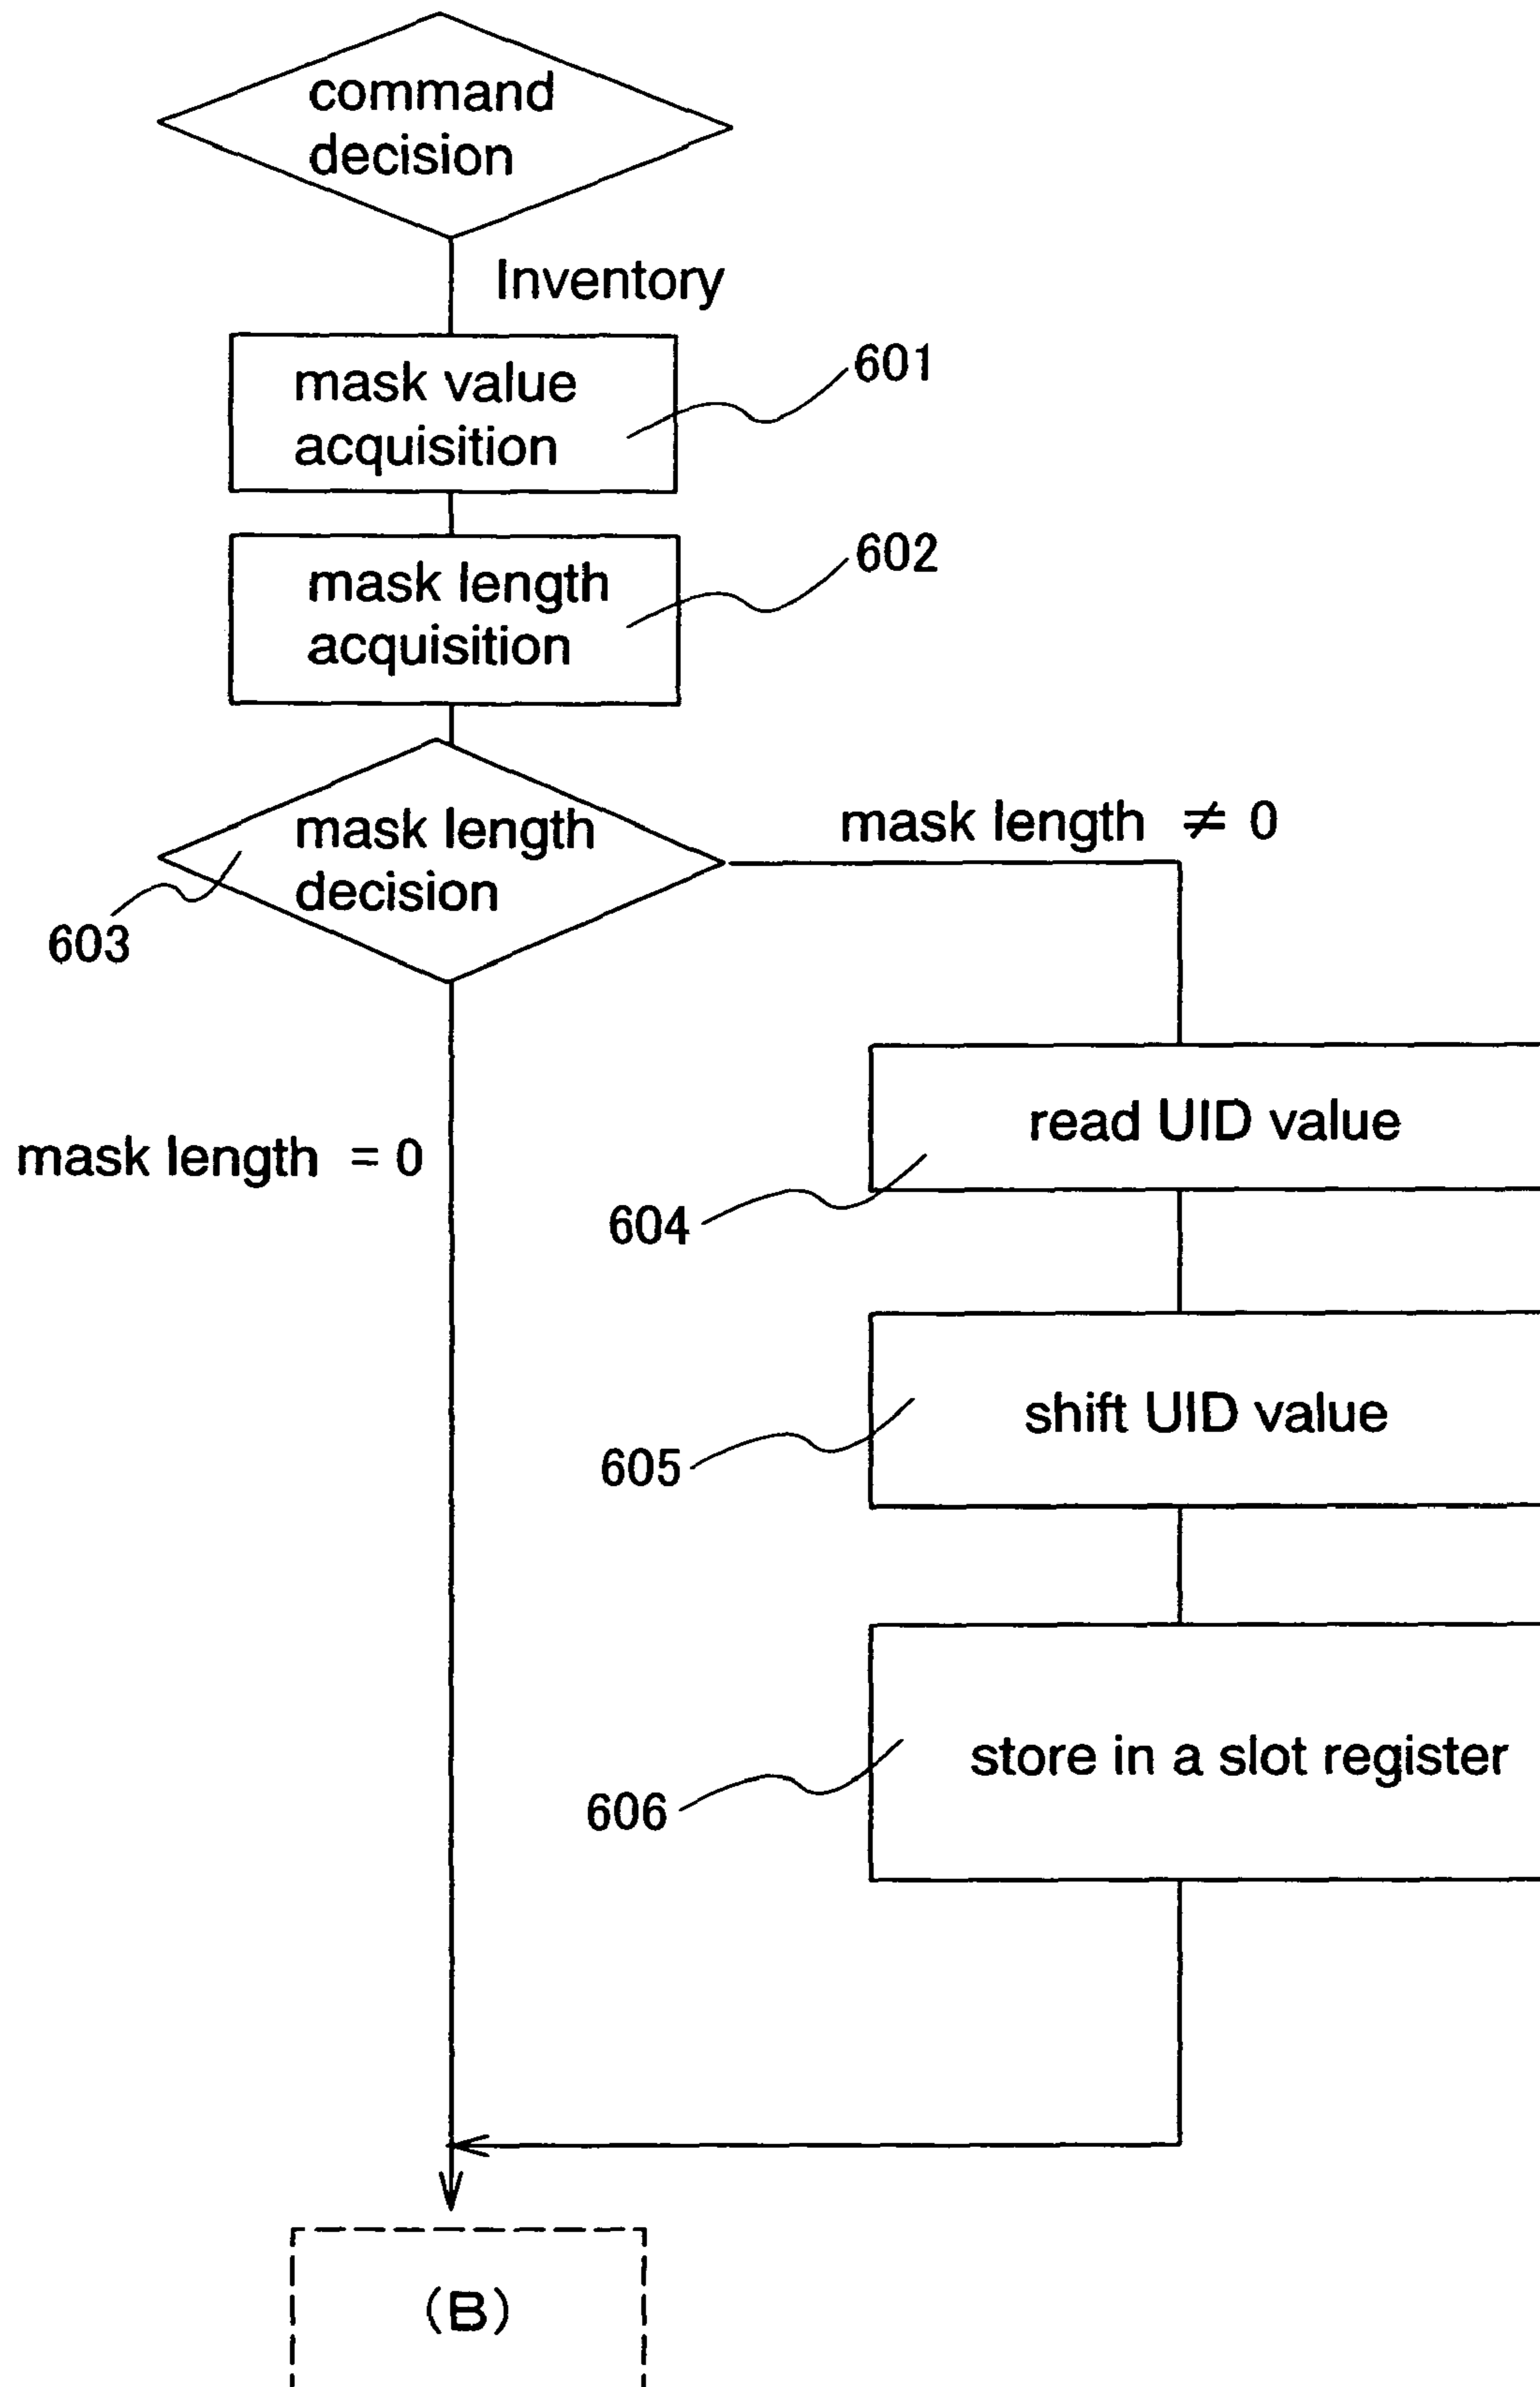 command
decision
Inventory
mask value
acquisition
601
mask length
acquisition
602
mask length
decision
603
mask length ≠ 0
mask length = 0
read UID value
604
shift UID value
605
store in a slot register
606
(B)